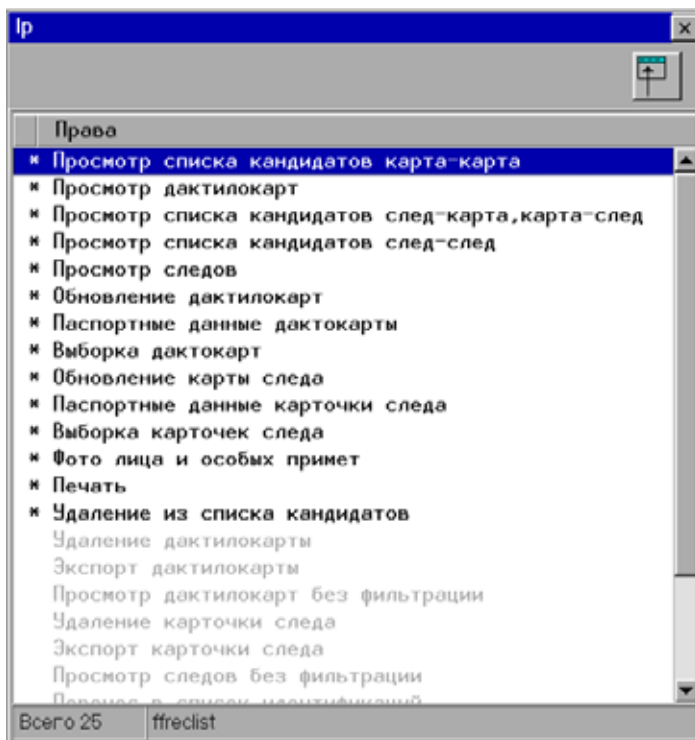 Ip
Права
* Просмотр списка кандидатов карта-карта
* Просмотр дактилокарт
* Просмотр списка кандидатов след-карта,карта-след
* Просмотр списка кандидатов след-след
* Просмотр следов
* Обновление дактилокарт
* Паспортные данные дактокарты
* Выборка дактокарт
* Обновление карты следа
* Паспортные данные карточки следа
* Выборка карточек следа
* Фото лица и особых примет
* Печать
* Удаление из списка кандидатов
Удаление дактилокарты
Экспорт дактилокарты
Просмотр дактилокарт без фильтрации
Удаление карточки следа
Экспорт карточки следа
Просмотр следов без фильтрации
Перенос в список идентификаций
Всего 25 ffreclist